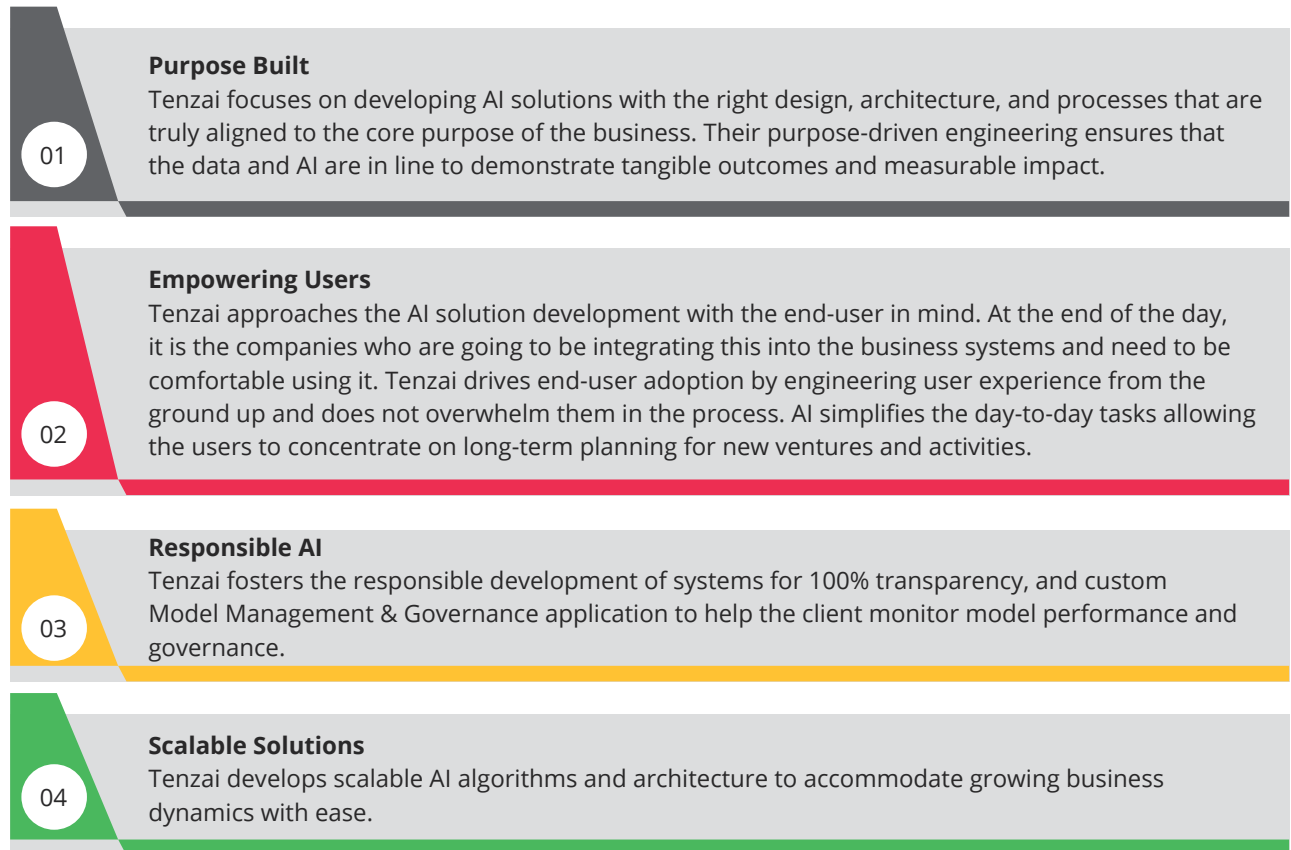 01
Purpose Built
Tenzai focuses on developing AI solutions with the right design, architecture, and processes that are
truly aligned to the core purpose of the business. Their purpose-driven engineering ensures that
the data and AI are in line to demonstrate tangible outcomes and measurable impact.
02
Empowering Users
Tenzai approaches the AI solution development with the end-user in mind. At the end of the day,
it is the companies who are going to be integrating this into the business systems and need to be
comfortable using it. Tenzai drives end-user adoption by engineering user experience from the
ground up and does not overwhelm them in the process. AI simplifies the day-to-day tasks allowing
the users to concentrate on long-term planning for new ventures and activities.
03
Responsible AI
Tenzai fosters the responsible development of systems for 100% transparency, and custom
Model Management & Governance application to help the client monitor model performance and
governance.
04
Scalable Solutions
Tenzai develops scalable AI algorithms and architecture to accommodate growing business
dynamics with ease.